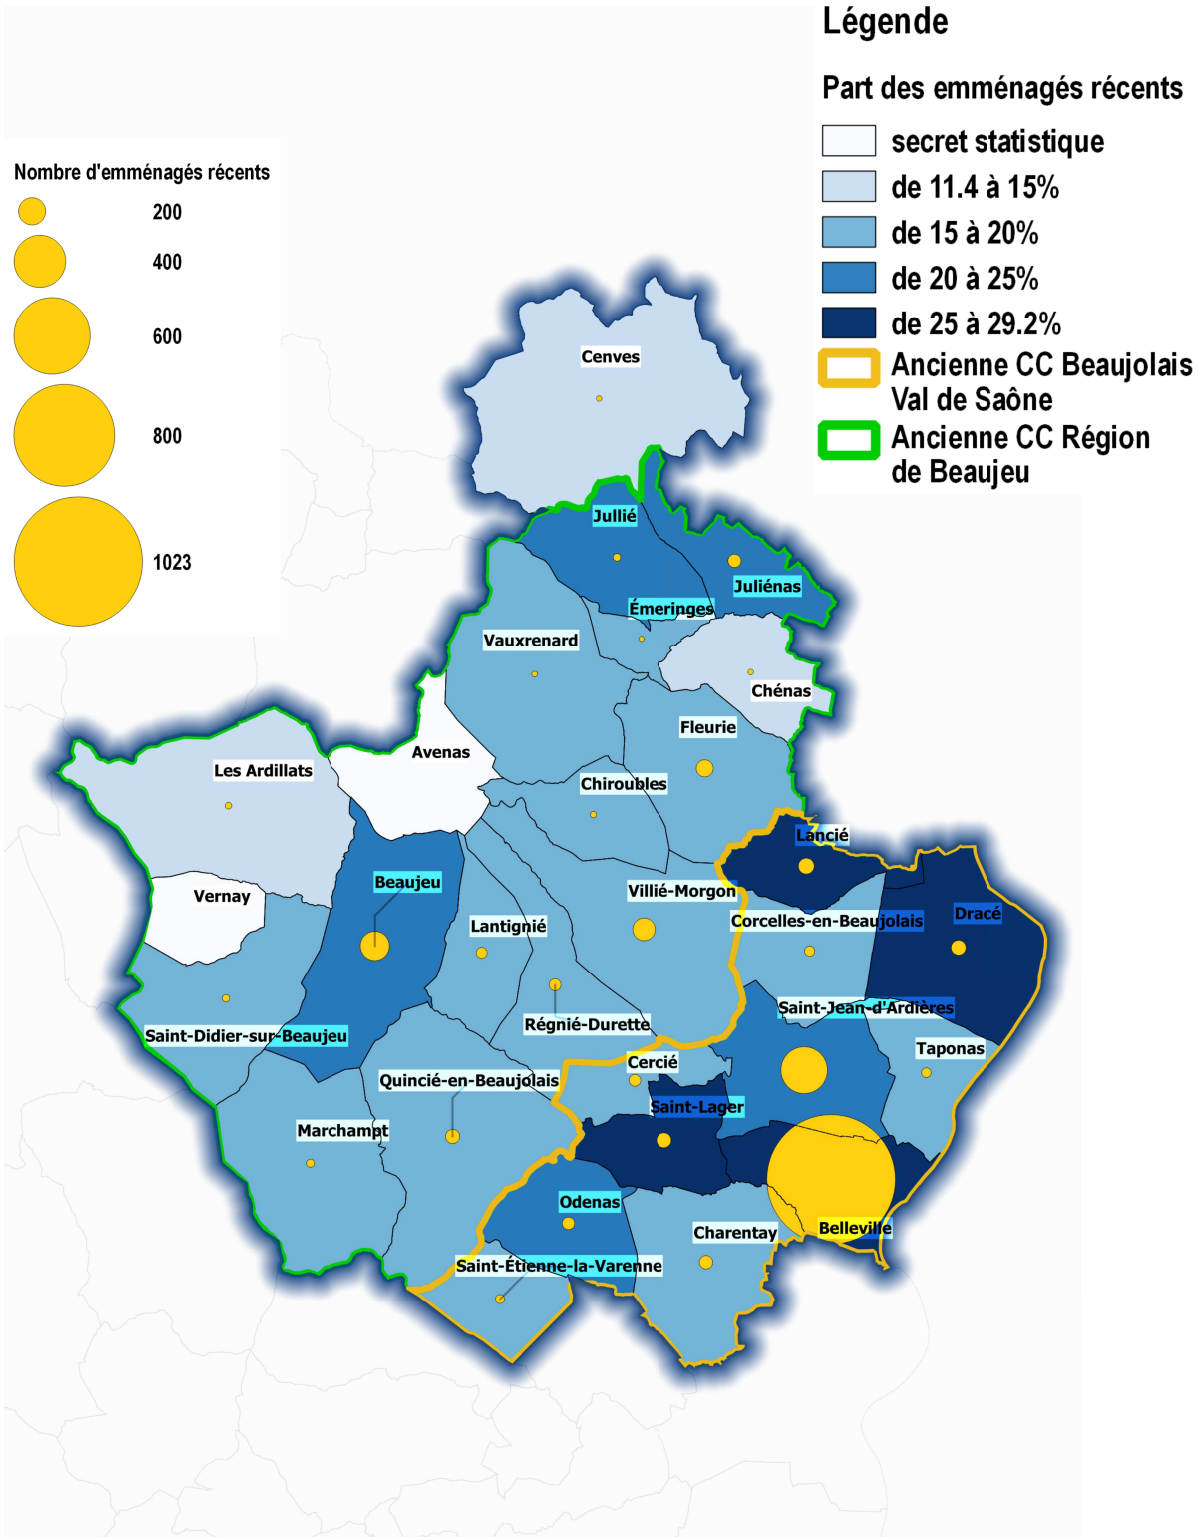 Légende
Part des emménagés récents
secret statistique
de 11.4 à 15%
de 15 à 20%
de 20 à 25%
de 25 à 29.2%
Ancienne CC Beaujolais
Val de Saône
Ancienne CC Région
de Beaujeu
Nombre d'emménagés récents
200
400
600
800
1023
Cenves
Jullié
Juliénas
Émeringes
Vauxrenard
Chénas
Fleurie
Avenas
Les Ardillats
Chiroubles
Lancié
Beaujeu
Vernay
Villié-Morgon
Corcelles-en-Beaujolais
Dracé
Lantignié
Saint-Jean-d'Ardières
Régnié-Durette
Saint-Didier-sur-Beaujeu
Taponas
Cercié
Quincié-en-Beaujolais
Saint-Lager
Marchampt
Odenas
Belleville
Charentay
Saint-Étienne-la-Varenne